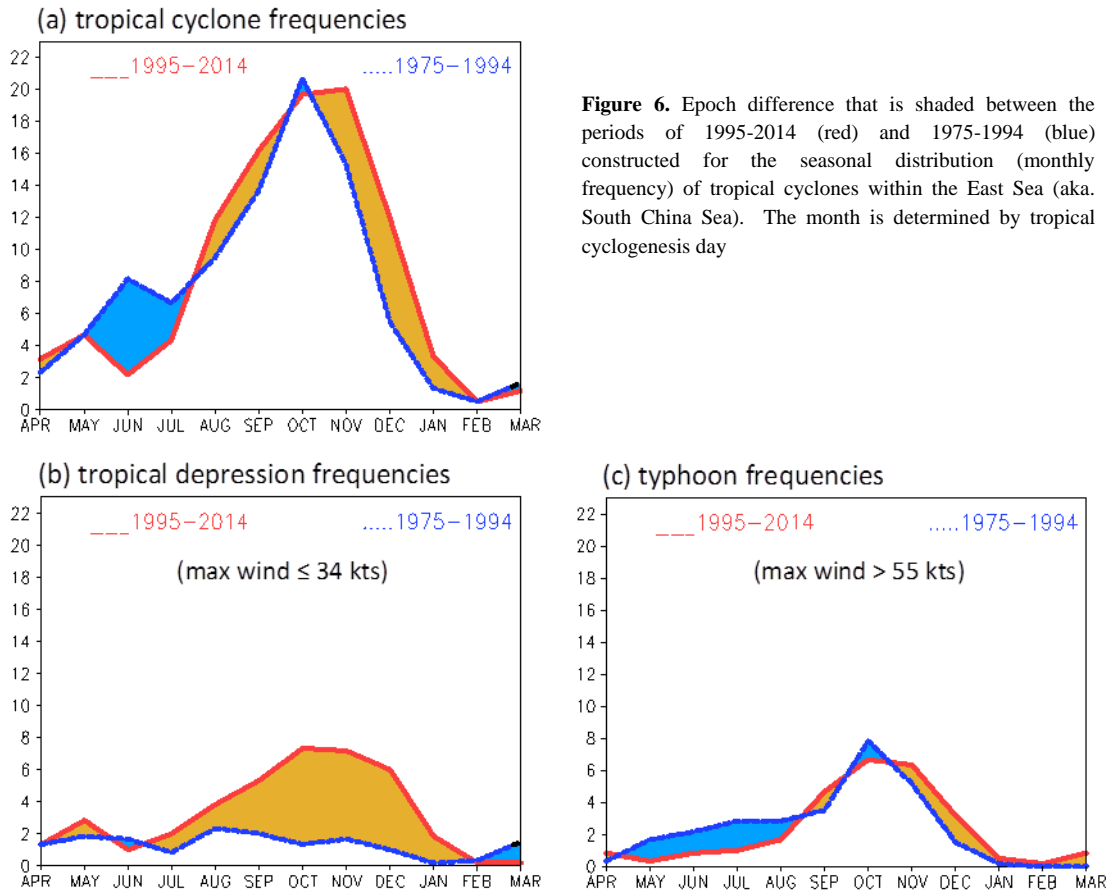 (a) tropical cyclone frequencies
22
20
18
16
14
12
10
8
6
4
2
0
___1995−2014 .....1975−1994
APR MAY JUN JUL AUG SEP OCT NOV DEC JAN FEB MAR
Figure 6. Epoch difference that is shaded between the
periods of 1995-2014 (red) and 1975-1994 (blue)
constructed for the seasonal distribution (monthly
frequency) of tropical cyclones within the East Sea (aka.
South China Sea). The month is determined by tropical
cyclogenesis day
(b) tropical depression frequencies
22
20
18
16
14
12
10
8
6
4
2
0
___1995−2014 .....1975−1994
(max wind ≤ 34 kts)
APR MAY JUN JUL AUG SEP OCT NOV DEC JAN FEB MAR
(c) typhoon frequencies
22
20
18
16
14
12
10
8
6
4
2
0
___1995−2014 .....1975−1994
(max wind > 55 kts)
APR MAY JUN JUL AUG SEP OCT NOV DEC JAN FEB MAR